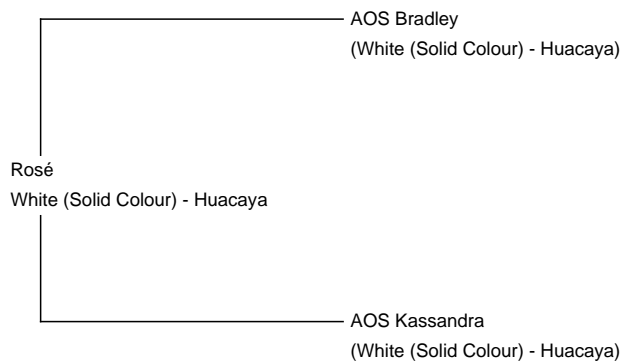 AOS Bradley
(White (Solid Colour) - Huacaya)
Rosé
White (Solid Colour) - Huacaya
AOS Kassandra
(White (Solid Colour) - Huacaya)